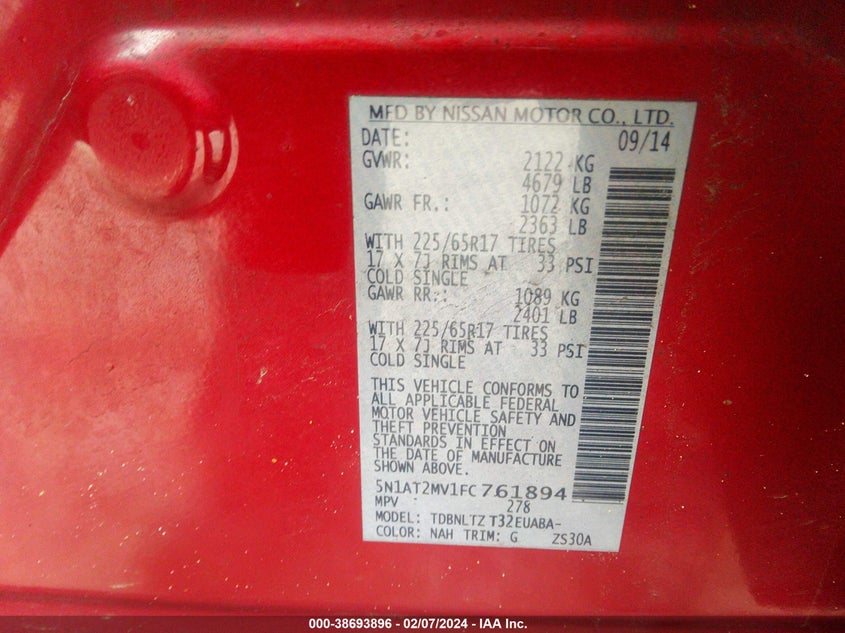 MFD BY NISSAN MOTOR CO., LTD.
DATE: 09/14
GVWR: 2122 KG
4679 LB
GAWR FR.: 1072 KG
2363 LB
WITH 225/65R17 TIRES
17 X 7J RIMS AT 33 PSI
COLD SINGLE
GAWR RR.: 1089 KG
2401 LB
WITH 225/65R17 TIRES
17 X 7J RIMS AT 33 PSI
COLD SINGLE
THIS VEHICLE CONFORMS TO
ALL APPLICABLE FEDERAL
MOTOR VEHICLE SAFETY AND
THEFT PREVENTION
STANDARDS IN EFFECT ON
THE DATE OF MANUFACTURE
SHOWN ABOVE.
5N1AT2MV1FC761894
MPV 278
MODEL: TDBNLTZ T32EUABA-
COLOR: NAH TRIM: G ZS30A
000-38693896 - 02/07/2024 - IAA Inc.